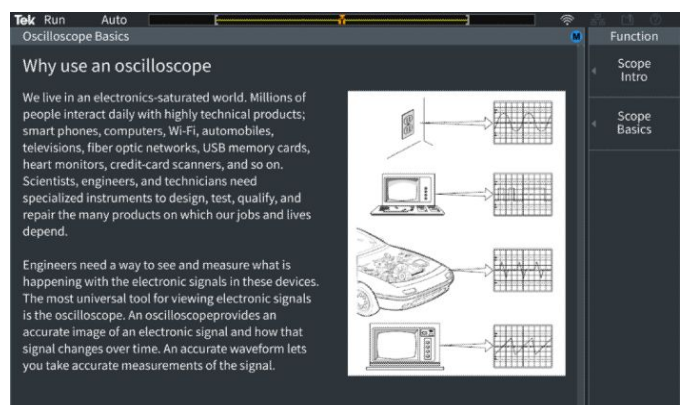 Tek Run Auto
Oscilloscope Basics
M
Function
Why use an oscilloscope
Scope
Intro
Scope
Basics
We live in an electronics-saturated world. Millions of
people interact daily with highly technical products;
smart phones, computers, Wi-Fi, automobiles,
televisions, fiber optic networks, USB memory cards,
heart monitors, credit-card scanners, and so on.
Scientists, engineers, and technicians need
specialized instruments to design, test, qualify, and
repair the many products on which our jobs and lives
depend.
Engineers need a way to see and measure what is
happening with the electronic signals in these devices.
The most universal tool for viewing electronic signals
is the oscilloscope. An oscilloscopeprovides an
accurate image of an electronic signal and how that
signal changes over time. An accurate waveform lets
you take accurate measurements of the signal.